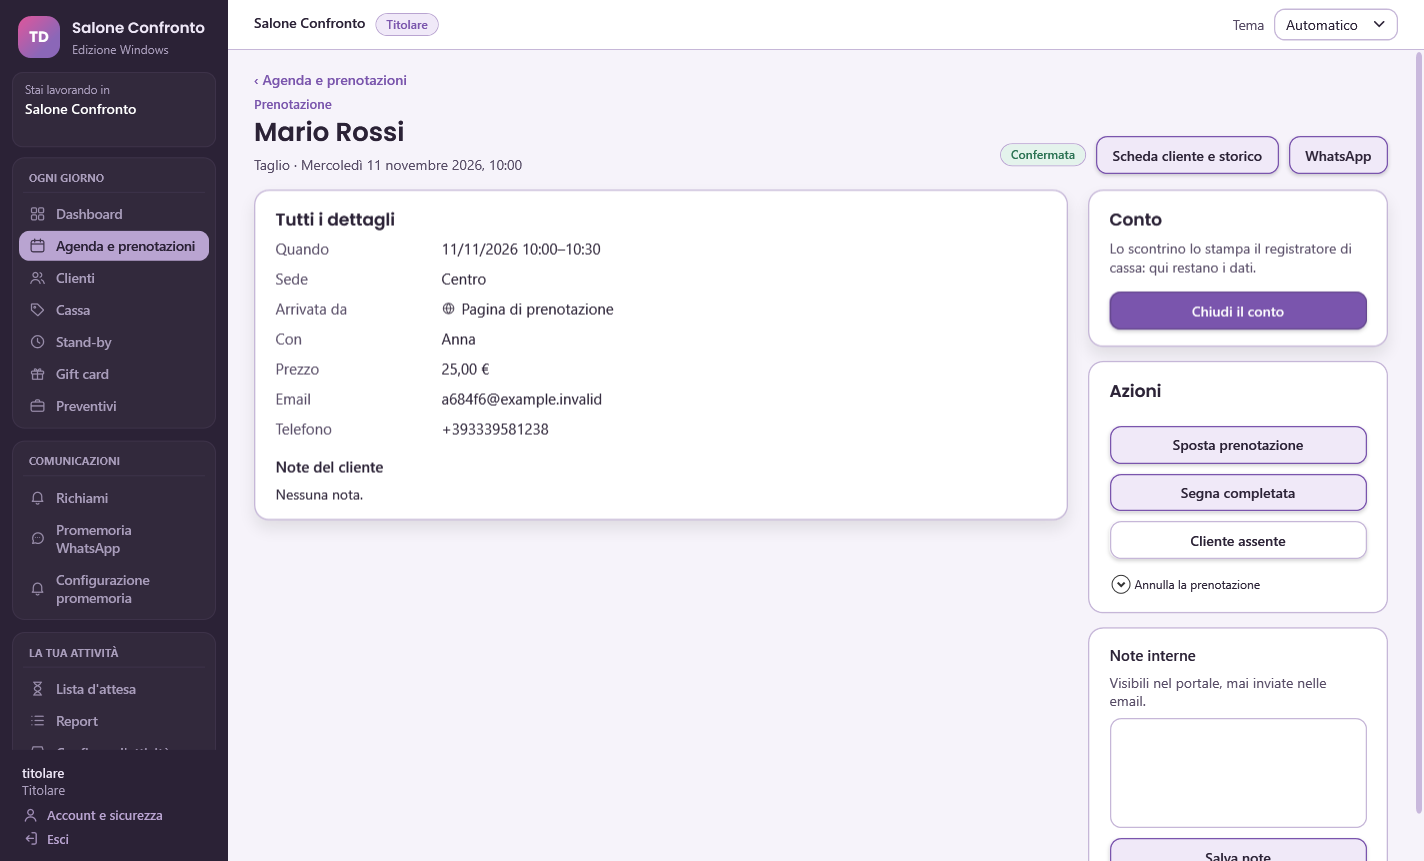 TD
Salone Confronto
Edizione Windows
Stai lavorando in
Salone Confronto
OGNI GIORNO
Dashboard
Agenda e prenotazioni
Clienti
Cassa
Stand-by
Gift card
Preventivi
COMUNICAZIONI
Richiami
Promemoria
WhatsApp
Configurazione
promemoria
LA TUA ATTIVITÀ
Lista d'attesa
Report
titolare
Titolare
Account e sicurezza
Esci
Salone Confronto
Titolare
Tema
Automatico
‹ Agenda e prenotazioni
Prenotazione
Mario Rossi
Taglio · Mercoledì 11 novembre 2026, 10:00
Confermata
Scheda cliente e storico
WhatsApp
Tutti i dettagli
Quando 11/11/2026 10:00–10:30
Sede Centro
Arrivata da Pagina di prenotazione
Con Anna
Prezzo 25,00 €
Email a684f6@example.invalid
Telefono +393339581238
Note del cliente
Nessuna nota.
Conto
Lo scontrino lo stampa il registratore di
cassa: qui restano i dati.
Chiudi il conto
Azioni
Sposta prenotazione
Segna completata
Cliente assente
Annulla la prenotazione
Note interne
Visibili nel portale, mai inviate nelle
email.
Salva note